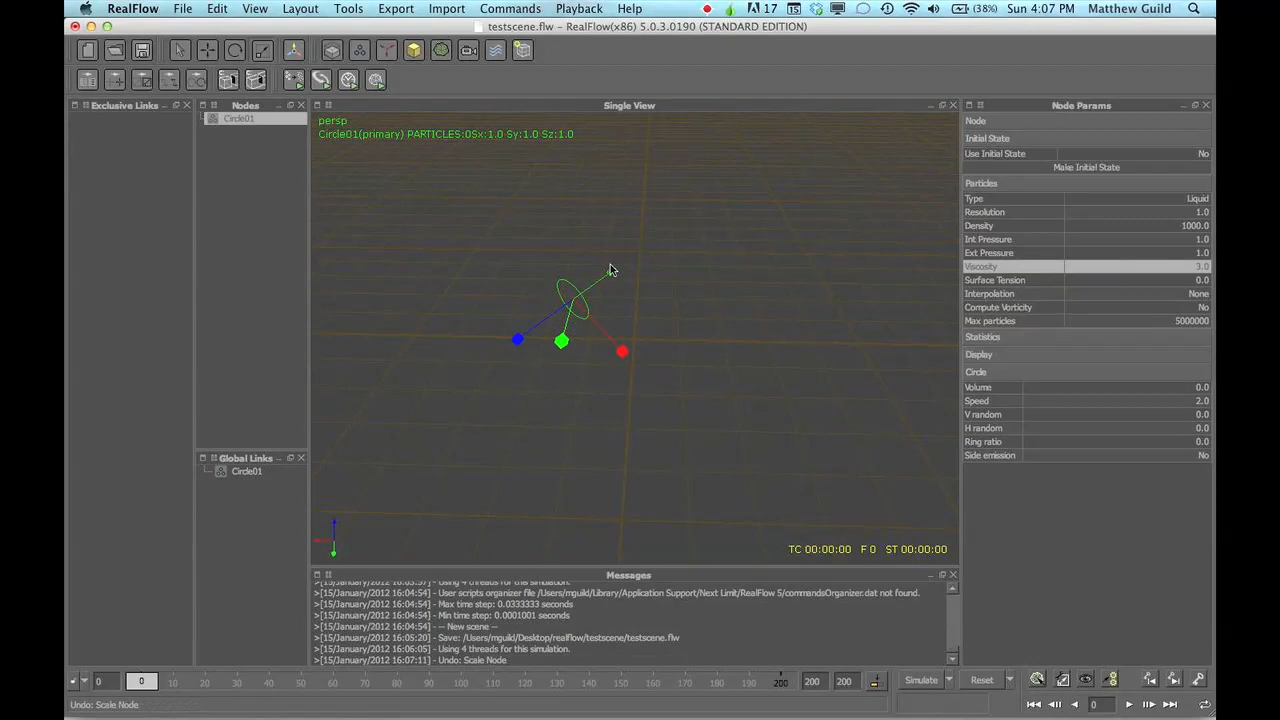 RealFlow File Edit View Layout Tools Export Import Commands Playback Help 17 15 (38%) Sun 4:07 PM Matthew Guild
testscene.flw – RealFlow(x86) 5.0.3.0190 (STANDARD EDITION)
Exclusive Links
Nodes
Circle01
Global Links
Circle01
Single View
persp
Circle01(primary) PARTICLES:0Sx:1.0 Sy:1.0 Sz:1.0
TC 00:00:00 F 0 ST 00:00:00
Node Params
Node
Initial State
Use Initial State No
Make Initial State
Particles
Type Liquid
Resolution 1.0
Density 1000.0
Int Pressure 1.0
Ext Pressure 1.0
Viscosity 3.0
Surface Tension 0.0
Interpolation None
Compute Vorticity No
Max particles 5000000
Statistics
Display
Circle
Volume 0.0
Speed 2.0
V random 0.0
H random 0.0
Ring ratio 0.0
Side emission No
Messages
>[15/January/2012 16:03:57] - Using 4 threads for this simulation.
>[15/January/2012 16:04:54] - User scripts organizer file /Users/mguild/Library/Application Support/Next Limit/RealFlow 5/commandsOrganizer.dat not found.
>[15/January/2012 16:04:54] - Max time step: 0.0333333 seconds
>[15/January/2012 16:04:54] - Min time step: 0.0001001 seconds
>[15/January/2012 16:04:54] - -- New scene --
>[15/January/2012 16:05:20] - Save: /Users/mguild/Desktop/realflow/testscene/testscene.flw
>[15/January/2012 16:06:05] - Using 4 threads for this simulation.
>[15/January/2012 16:07:11] - Undo: Scale Node
0 0 10 20 30 40 50 60 70 80 90 100 110 120 130 140 150 160 170 180 190 200 200 200 Simulate Reset
Undo: Scale Node 0